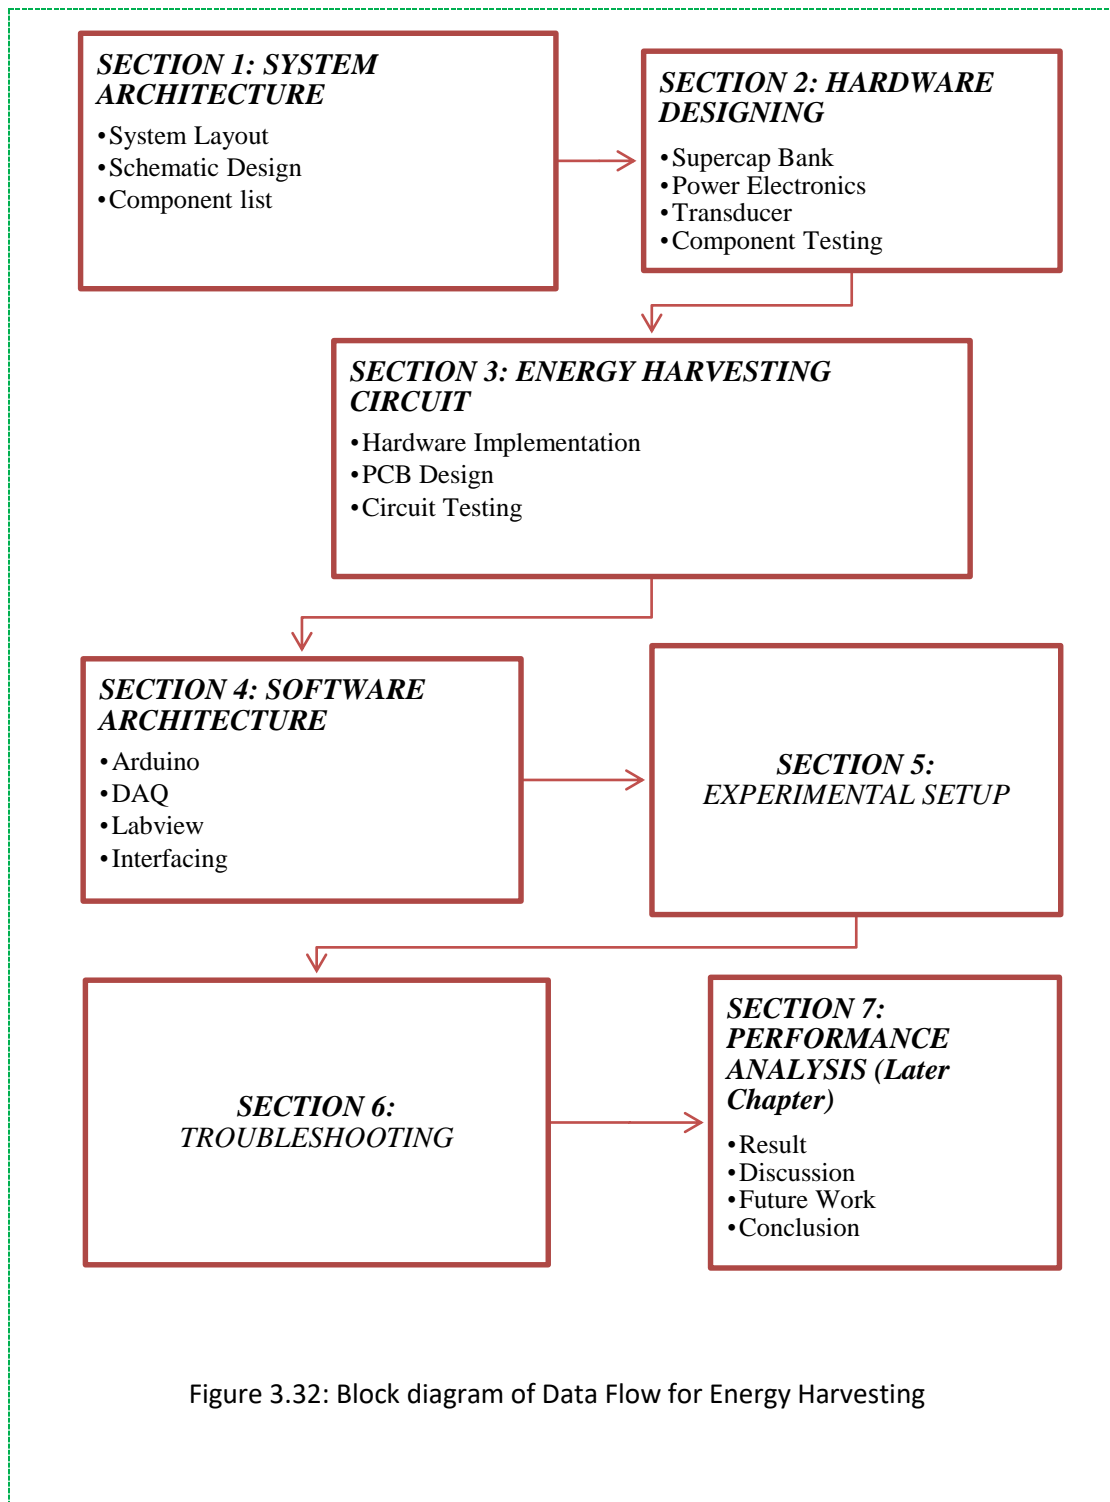 SECTION 1: SYSTEM
ARCHITECTURE
•System Layout
•Schematic Design
•Component list
SECTION 2: HARDWARE
DESIGNING
•Supercap Bank
•Power Electronics
•Transducer
•Component Testing
SECTION 3: ENERGY HARVESTING
CIRCUIT
•Hardware Implementation
•PCB Design
•Circuit Testing
SECTION 4: SOFTWARE
ARCHITECTURE
•Arduino
•DAQ
•Labview
•Interfacing
SECTION 5:
EXPERIMENTAL SETUP
SECTION 6:
TROUBLESHOOTING
SECTION 7:
PERFORMANCE
ANALYSIS (Later
Chapter)
•Result
•Discussion
•Future Work
•Conclusion
Figure 3.32: Block diagram of Data Flow for Energy Harvesting